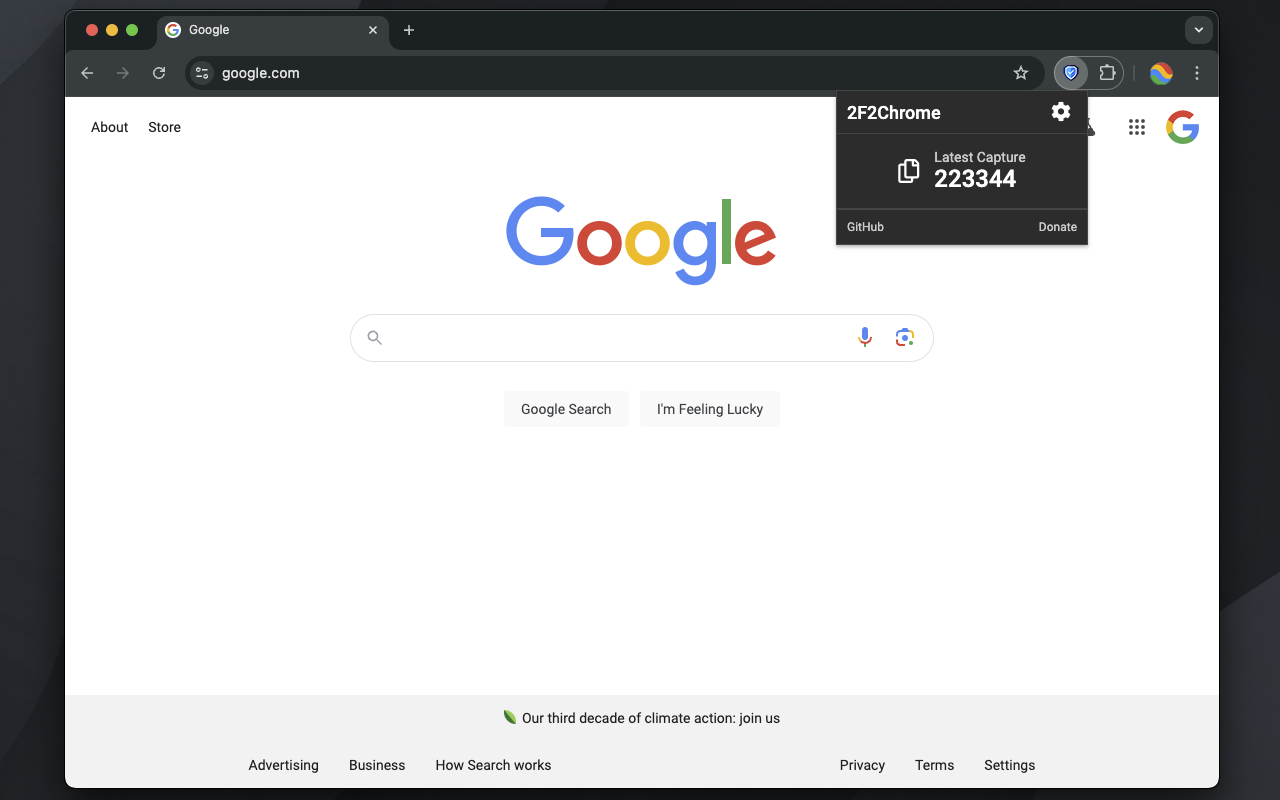 Google
google.com
2F2Chrome
About Store
Latest Capture
223344
GitHub Donate
Google
Google Search I'm Feeling Lucky
Our third decade of climate action: join us
Advertising Business How Search works Privacy Terms Settings